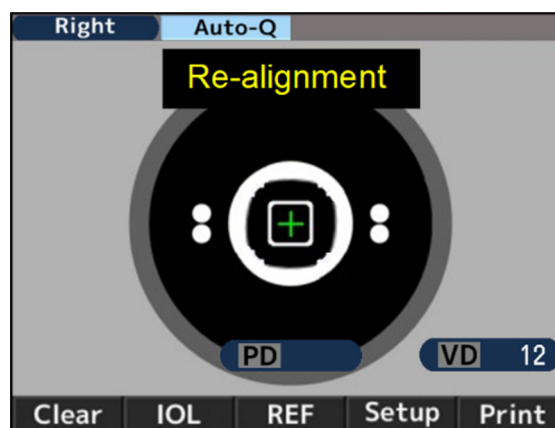 Right Auto-Q
Re-alignment
PD VD 12
Clear IOL REF Setup Print